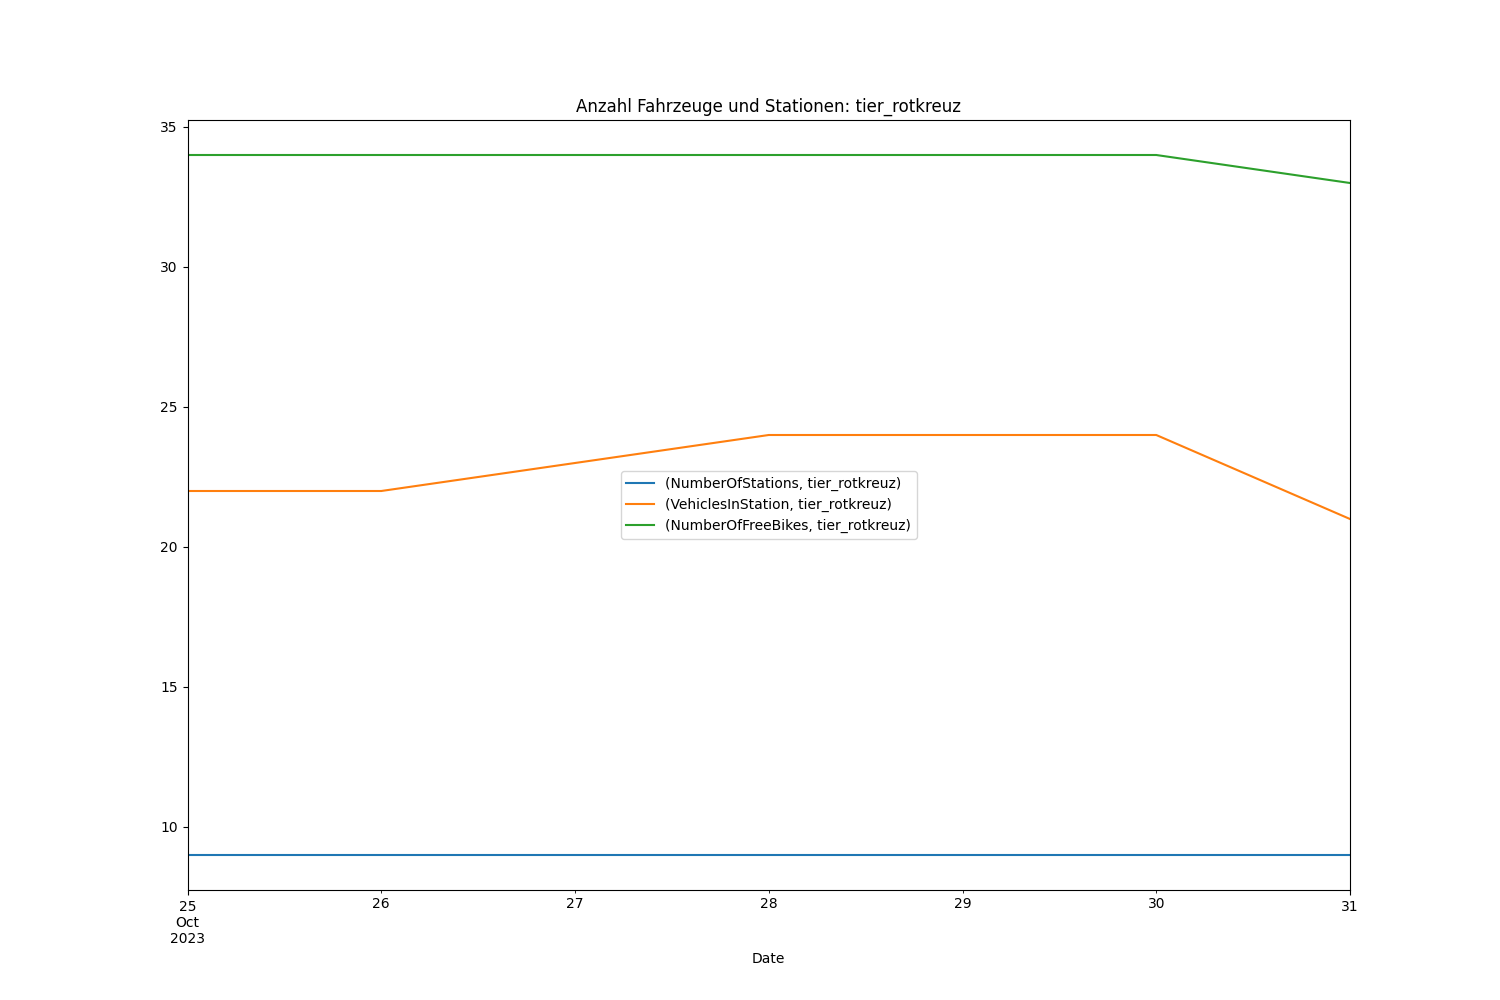 Anzahl Fahrzeuge und Stationen: tier_rotkreuz
35
30
25
20
15
10
(NumberOfStations, tier_rotkreuz)
(VehiclesInStation, tier_rotkreuz)
(NumberOfFreeBikes, tier_rotkreuz)
25 26 27 28 29 30 31
Oct
2023
Date